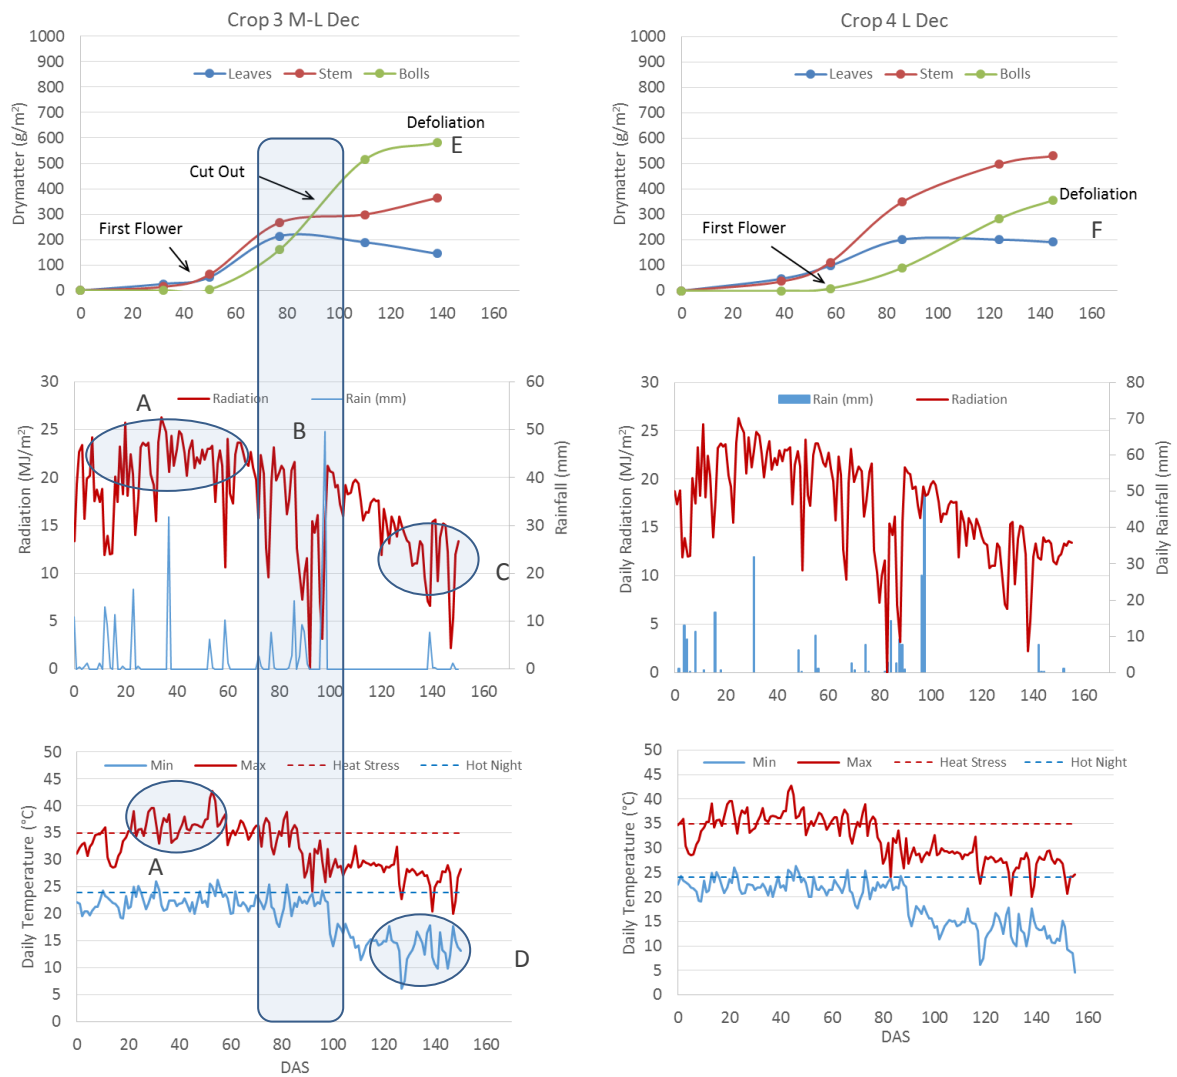 Crop 3 M-L Dec
1000
900
800
700
600
500
400
300
200
100
0
Drymatter (g/m²)
Leaves Stem Bolls
Defoliation
E
Cut Out
First Flower
0 20 40 60 80 100 120 140 160
Crop 4 L Dec
1000
900
800
700
600
500
400
300
200
100
0
Drymatter (g/m²)
Leaves Stem Bolls
Defoliation
F
First Flower
0 20 40 60 80 100 120 140 160
30
25
20
15
10
5
0
Radiation (MJ/m²)
A
Radiation Rain (mm)
B
C
60
50
40
30
20
10
0
Rainfall (mm)
0 20 40 60 80 100 120 140 160
30
25
20
15
10
5
0
Daily Radiation (MJ/m²)
Rain (mm) Radiation
80
70
60
50
40
30
20
10
0
Daily Rainfall (mm)
0 20 40 60 80 100 120 140 160
50
45
40
35
30
25
20
15
10
5
0
Daily Temperature (°C)
Min Max Heat Stress Hot Night
A
D
0 20 40 60 80 100 120 140 160
DAS
50
45
40
35
30
25
20
15
10
5
0
Daily Temperature (°C)
Min Max Heat Stress Hot Night
0 20 40 60 80 100 120 140 160
DAS